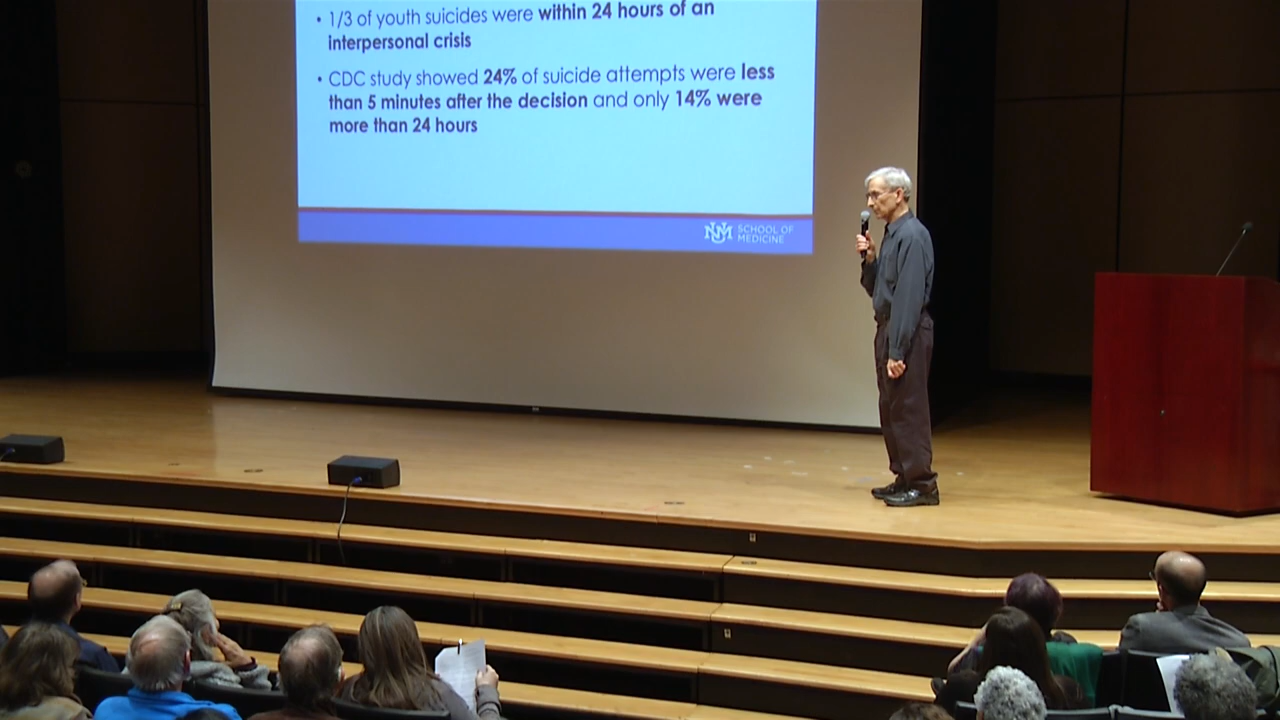 • 1/3 of youth suicides were within 24 hours of an
interpersonal crisis
• CDC study showed 24% of suicide attempts were less
than 5 minutes after the decision and only 14% were
more than 24 hours
UNM SCHOOL OF
MEDICINE